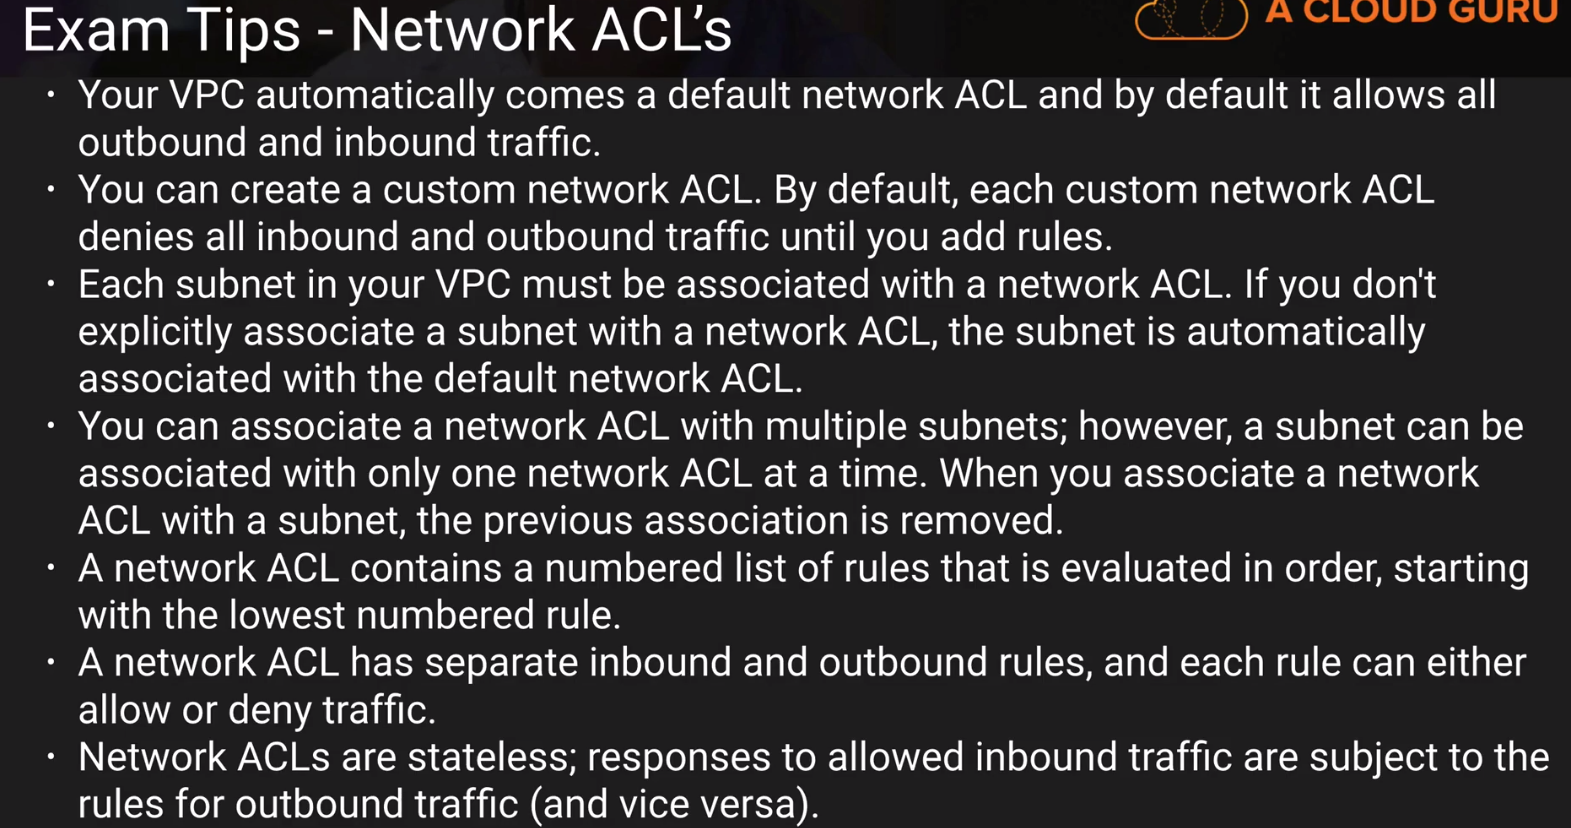 Exam Tips - Network ACL’s
A CLOUD GURU
• Your VPC automatically comes a default network ACL and by default it allows all
outbound and inbound traffic.
• You can create a custom network ACL. By default, each custom network ACL
denies all inbound and outbound traffic until you add rules.
• Each subnet in your VPC must be associated with a network ACL. If you don't
explicitly associate a subnet with a network ACL, the subnet is automatically
associated with the default network ACL.
• You can associate a network ACL with multiple subnets; however, a subnet can be
associated with only one network ACL at a time. When you associate a network
ACL with a subnet, the previous association is removed.
• A network ACL contains a numbered list of rules that is evaluated in order, starting
with the lowest numbered rule.
• A network ACL has separate inbound and outbound rules, and each rule can either
allow or deny traffic.
• Network ACLs are stateless; responses to allowed inbound traffic are subject to the
rules for outbound traffic (and vice versa).